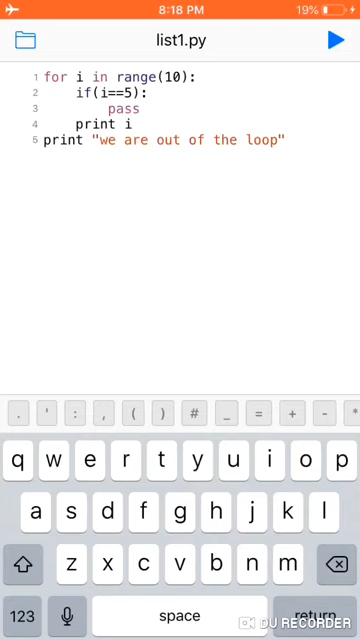 8:18 PM 19%
list1.py
1 for i in range(10):
2 if(i==5):
3 pass
4 print i
5 print "we are out of the loop"
. ' : , ( ) # _ = + - *
q w e r t y u i o p
a s d f g h j k l
z x c v b n m
123 space return
DU RECORDER